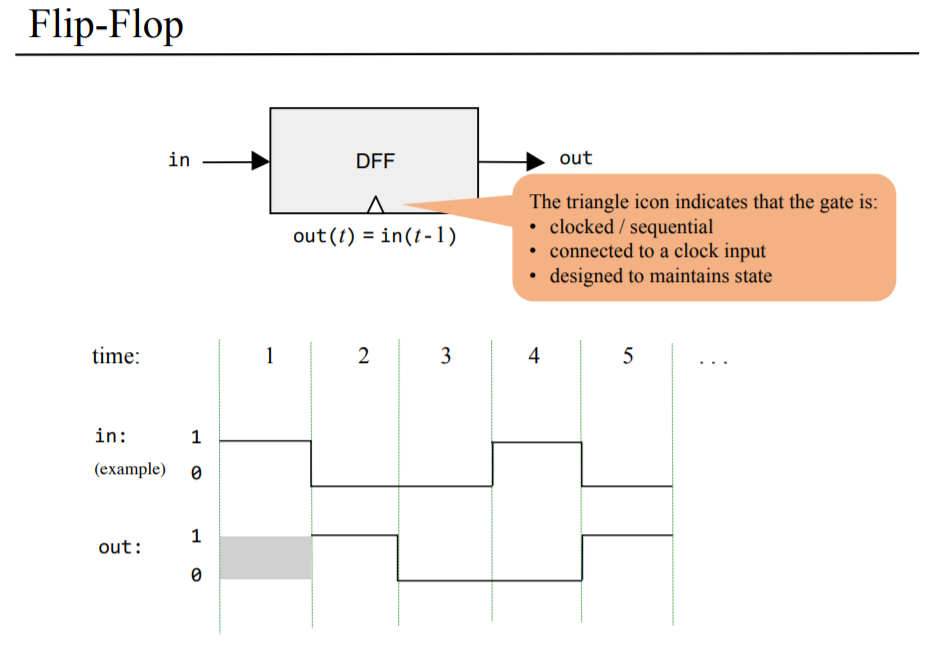 Flip-Flop
in DFF out
The triangle icon indicates that the gate is:
• clocked / sequential
• connected to a clock input
• designed to maintains state
out(t) = in(t-1)
time: 1 2 3 4 5 . . .
in: 1
(example) 0
out: 1
0